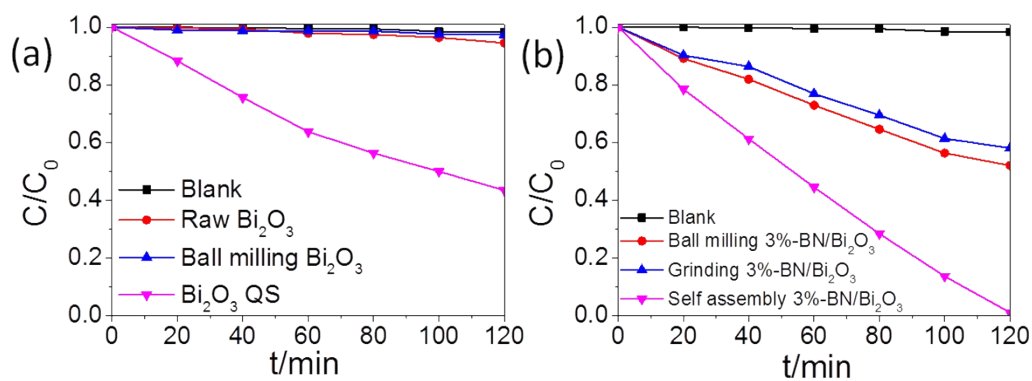 (a)
C/C₀
1.0
0.8
0.6
0.4
0.2
0.0
Blank
Raw Bi₂O₃
Ball milling Bi₂O₃
Bi₂O₃ QS
0 20 40 60 80 100 120
t/min
(b)
C/C₀
1.0
0.8
0.6
0.4
0.2
0.0
Blank
Ball milling 3%-BN/Bi₂O₃
Grinding 3%-BN/Bi₂O₃
Self assembly 3%-BN/Bi₂O₃
0 20 40 60 80 100 120
t/min